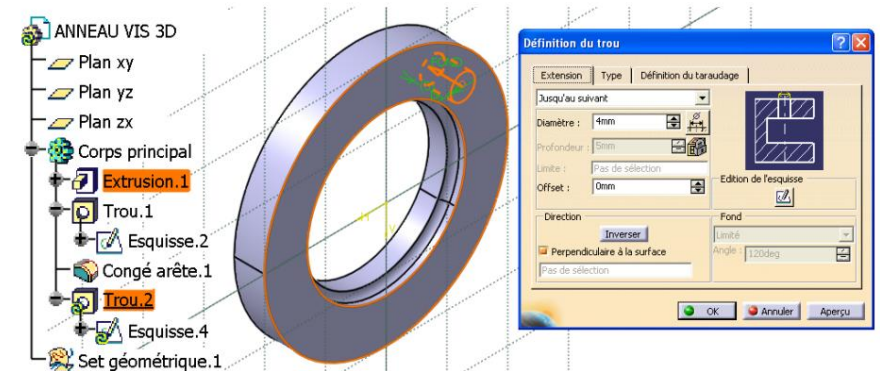 ANNEAU VIS 3D
Plan xy
Plan yz
Plan zx
Corps principal
Extrusion.1
Trou.1
Esquisse.2
Congé arête.1
Trou.2
Esquisse.4
Set géométrique.1
Définition du trou
Extension Type Définition du taraudage
Jusqu'au suivant
Diamètre : 4mm
Profondeur : 5mm
Limite : Pas de sélection
Offset : 0mm
Edition de l'esquisse
Direction
Inverser
Perpendiculaire à la surface
Pas de sélection
Fond
Limité
Angle : 120deg
OK Annuler Aperçu